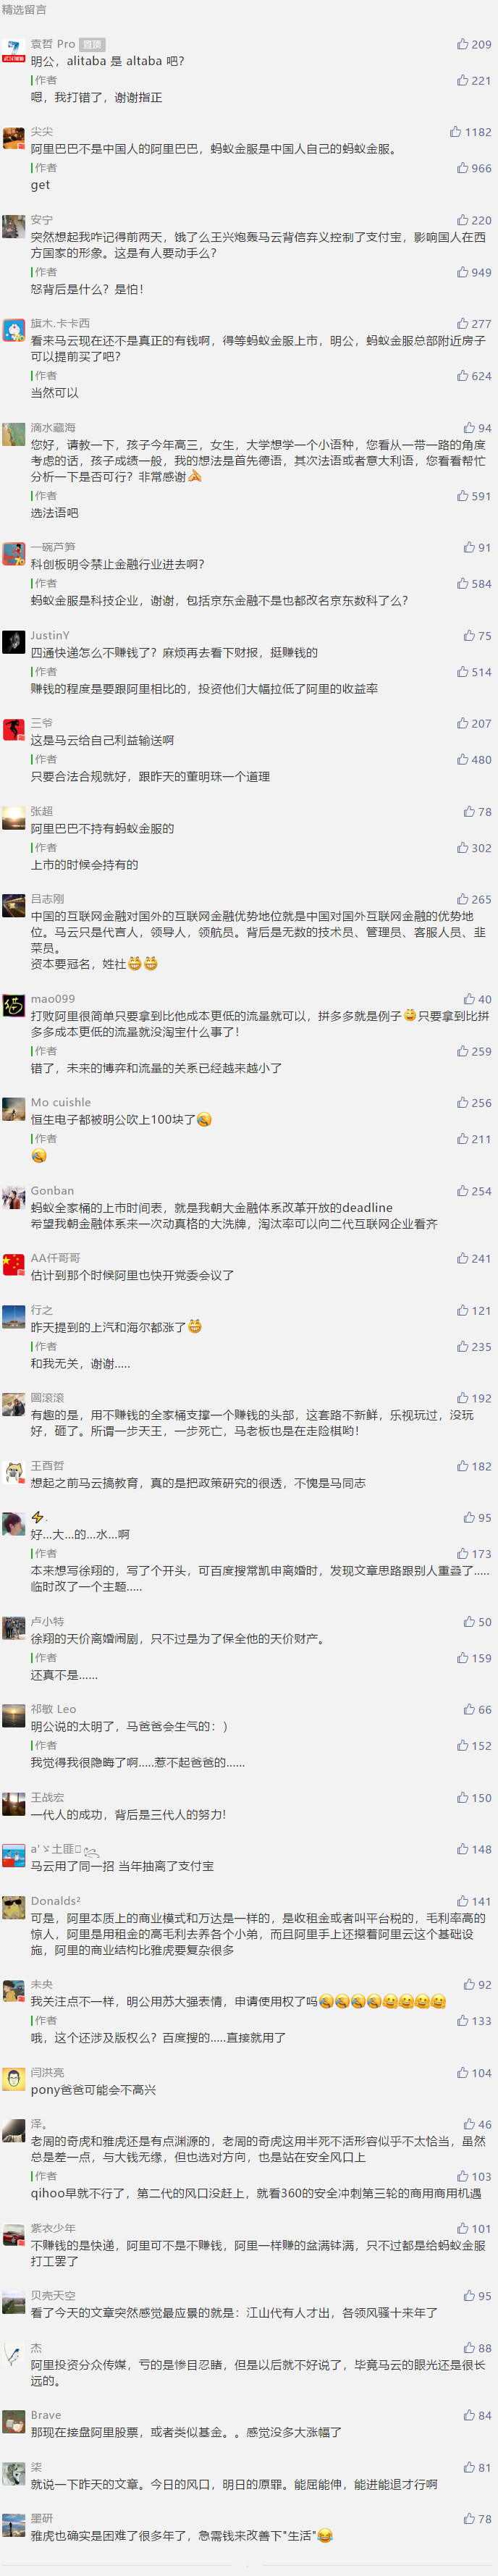 精选留言
袁哲 Pro 置顶 209
明公，alitaba 是 altaba 吧？
作者 221
嗯，我打错了，谢谢指正
尖尖 1182
阿里巴巴不是中国人的阿里巴巴，蚂蚁金服是中国人自己的蚂蚁金服。
作者 966
get
安宁 220
突然想起我咋记得前两天，饿了么王兴炮轰马云背信弃义控制了支付宝，影响国人在西
方国家的形象。这是有人要动手么？
作者 949
怒背后是什么？是怕！
旗木.卡卡西 277
看来马云现在还不是真正的有钱啊，得等蚂蚁金服上市，明公，蚂蚁金服总部附近房子
可以提前买了吧？
作者 624
当然可以
滴水藏海 94
您好，请教一下，孩子今年高三，女生，大学想学一个小语种，您看从一带一路的角度
考虑的话，孩子成绩一般，我的想法是首先德语，其次法语或者意大利语，您看看帮忙
分析一下是否可行？非常感谢🙏
作者 591
选法语吧
一碗芦笋 91
科创板明令禁止金融行业进去啊？
作者 584
蚂蚁金服是科技企业，谢谢，包括京东金融不是也都改名京东数科了么？
JustinY 75
四通快递怎么不赚钱了？麻烦再去看下财报，挺赚钱的
作者 514
赚钱的程度是要跟阿里相比的，投资他们大幅拉低了阿里的收益率
三爷 207
这是马云给自己利益输送啊
作者 480
只要合法合规就好，跟昨天的董明珠一个道理
张超 78
阿里巴巴不持有蚂蚁金服的
作者 302
上市的时候会持有的
吕志刚 265
中国的互联网金融对国外的互联网金融优势地位就是中国对国外互联网金融的优势地
位。马云只是代言人，领导人，领航员。背后是无数的技术员、管理员、客服人员、韭
菜员。
资本要冠名，姓社😁😁
mao099 40
打败阿里很简单只要拿到比他成本更低的流量就可以，拼多多就是例子😄只要拿到比拼
多多成本更低的流量就没淘宝什么事了！
作者 259
错了，未来的博弈和流量的关系已经越来越小了
Mo cuishle 256
恒生电子都被明公吹上100块了
作者 211
Gonban 254
蚂蚁全家桶的上市时间表，就是我朝大金融体系改革开放的deadline
希望我朝金融体系来一次动真格的大洗牌，淘汰率可以向二代互联网企业看齐
AA仟哥哥 241
估计到那个时候阿里也快开党委会议了
行之 121
昨天提到的上汽和海尔都涨了😁
作者 235
和我无关，谢谢.....
圆滚滚 192
有趣的是，用不赚钱的全家桶支撑一个赚钱的头部，这套路不新鲜，乐视玩过，没玩
好，砸了。所谓一步天王，一步死亡，马老板也是在走险棋哟！
王酉哲 182
想起之前马云搞教育，真的是把政策研究的很透，不愧是马同志
⚡. 95
好...大...的...水...啊
作者 173
本来想写徐翔的，写了个开头，可百度搜常凯申离婚时，发现文章思路跟别人重叠了.....
临时改了一个主题.....
卢小特 50
徐翔的天价离婚闹剧，只不过是为了保全他的天价财产。
作者 159
还真不是......
祁敏 Leo 66
明公说的太明了，马爸爸会生气的：）
作者 152
我觉得我很隐晦了啊.....惹不起爸爸的......
王战宏 150
一代人的成功，背后是三代人的努力！
a'ゞ土匪 148
马云用了同一招 当年抽离了支付宝
Donalds² 141
可是，阿里本质上的商业模式和万达是一样的，是收租金或者叫平台税的，毛利率高的
惊人，阿里是用租金的高毛利去养各个小弟，而且阿里手上还攥着阿里云这个基础设
施，阿里的商业结构比雅虎要复杂很多
未央 92
我关注点不一样，明公用苏大强表情，申请使用权了吗
作者 133
哦，这个还涉及版权么？百度搜的.....直接就用了
闫洪亮 104
pony爸爸可能会不高兴
泽。 46
老周的奇虎和雅虎还是有点渊源的，老周的奇虎这用半死不活形容似乎不太恰当，虽然
总是差一点，与大钱无缘，但也选对方向，也是站在安全风口上
作者 103
qihoo早就不行了，第二代的风口没赶上，就看360的安全冲刺第三轮的商用商用机遇
紫衣少年 101
不赚钱的是快递，阿里可不是不赚钱，阿里一样赚的盆满钵满，只不过都是给蚂蚁金服
打工罢了
贝壳天空 95
看了今天的文章突然感觉最应景的就是：江山代有人才出，各领风骚十来年了
杰 88
阿里投资分众传媒，亏的是惨目忍睹，但是以后就不好说了，毕竟马云的眼光还是很长
远的。
Brave 84
那现在接盘阿里股票，或者类似基金。。感觉没多大涨幅了
柒 81
就说一下昨天的文章。今日的风口，明日的原罪。能屈能伸，能进能退才行啊
墨研 78
雅虎也确实是困难了很多年了，急需钱来改善下"生活"😂